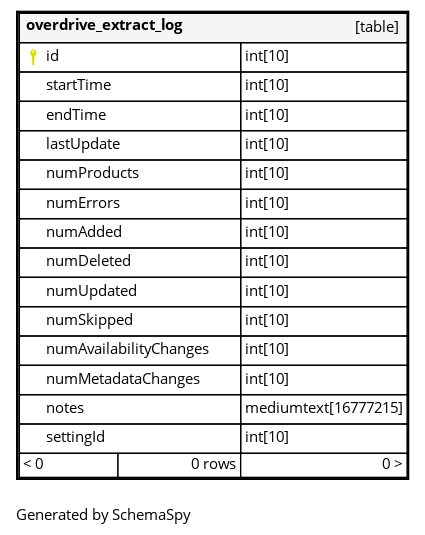 overdrive_extract_log [table]
id int[10]
startTime int[10]
endTime int[10]
lastUpdate int[10]
numProducts int[10]
numErrors int[10]
numAdded int[10]
numDeleted int[10]
numUpdated int[10]
numSkipped int[10]
numAvailabilityChanges int[10]
numMetadataChanges int[10]
notes mediumtext[16777215]
settingId int[10]
< 0 0 rows 0 >
Generated by SchemaSpy